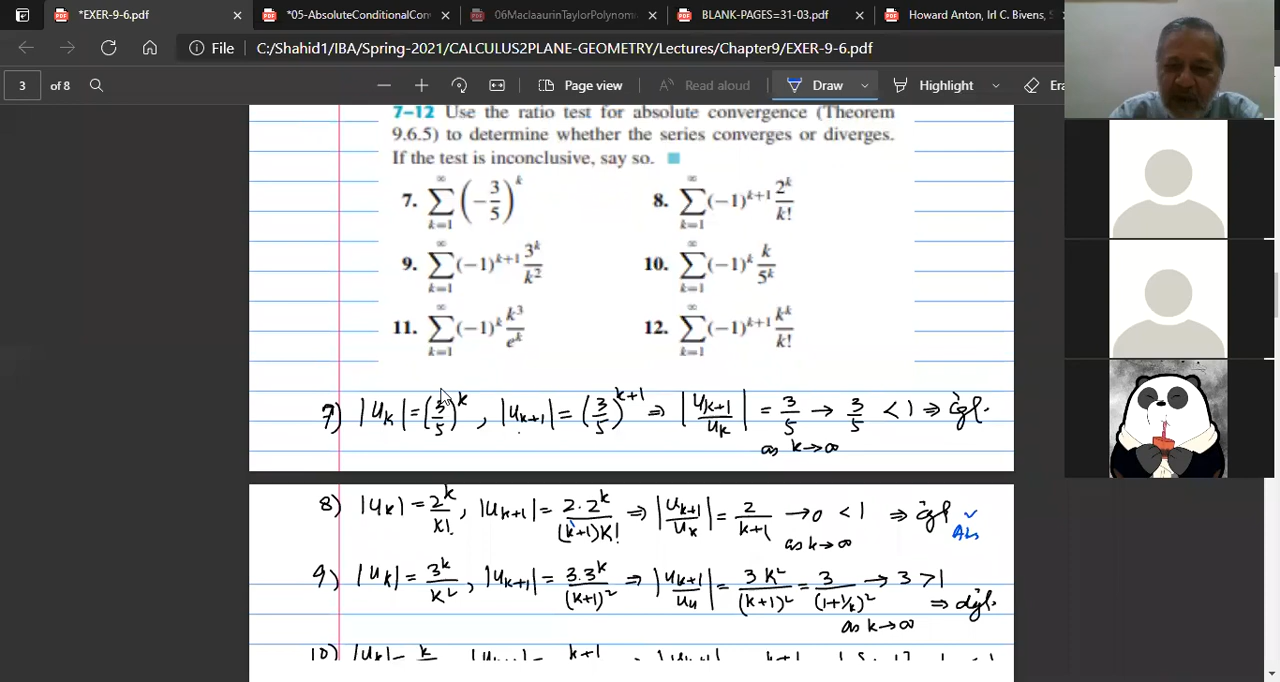 *EXER-9-6.pdf
*05-AbsoluteConditionalCon
06MaclaaurinTaylorPolynom
BLANK-PAGES=31-03.pdf
Howard Anton, Irl C. Bivens, S
File
C:/Shahid1/IBA/Spring-2021/CALCULUS2PLANE-GEOMETRY/Lectures/Chapter9/EXER-9-6.pdf
3 of 8
Page view
Read aloud
Draw
Highlight
Era
7–12 Use the ratio test for absolute convergence (Theorem
9.6.5) to determine whether the series converges or diverges.
If the test is inconclusive, say so. ■
7. ∑_{k=1}^{∞} (−3/5)^k
8. ∑_{k=1}^{∞} (−1)^{k+1} 2^k/k!
9. ∑_{k=1}^{∞} (−1)^{k+1} 3^k/k^2
10. ∑_{k=1}^{∞} (−1)^k k/5^k
11. ∑_{k=1}^{∞} (−1)^k k^3/e^k
12. ∑_{k=1}^{∞} (−1)^{k+1} k^k/k!
7) |u_k| = (3/5)^k , |u_{k+1}| = (3/5)^{k+1} ⇒ |u_{k+1}/u_k| = 3/5 → 3/5 < 1 ⇒ cgt.
as k→∞
8) |u_k| = 2^k/k!, |u_{k+1}| = 2.2^k/(k+1)k! ⇒ |u_{k+1}/u_k| = 2/(k+1) → 0 < 1 ⇒ cgt
Abs
as k→∞
9) |u_k| = 3^k/k^2, |u_{k+1}| = 3.3^k/(k+1)^2 ⇒ |u_{k+1}/u_k| = 3k^2/(k+1)^2 = 3/(1+1/k)^2 → 3 > 1
⇒ dgt.
as k→∞